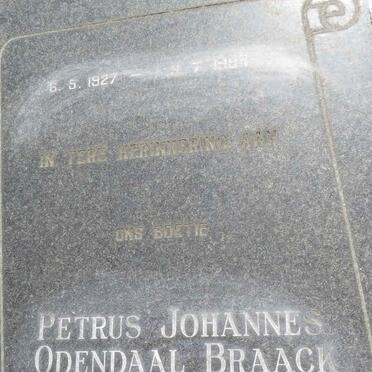 6. 5. 1927
IN TERE HERINNERING AAN
ONS BOETIE
PETRUS JOHANNES
ODENDAAL BRAACK